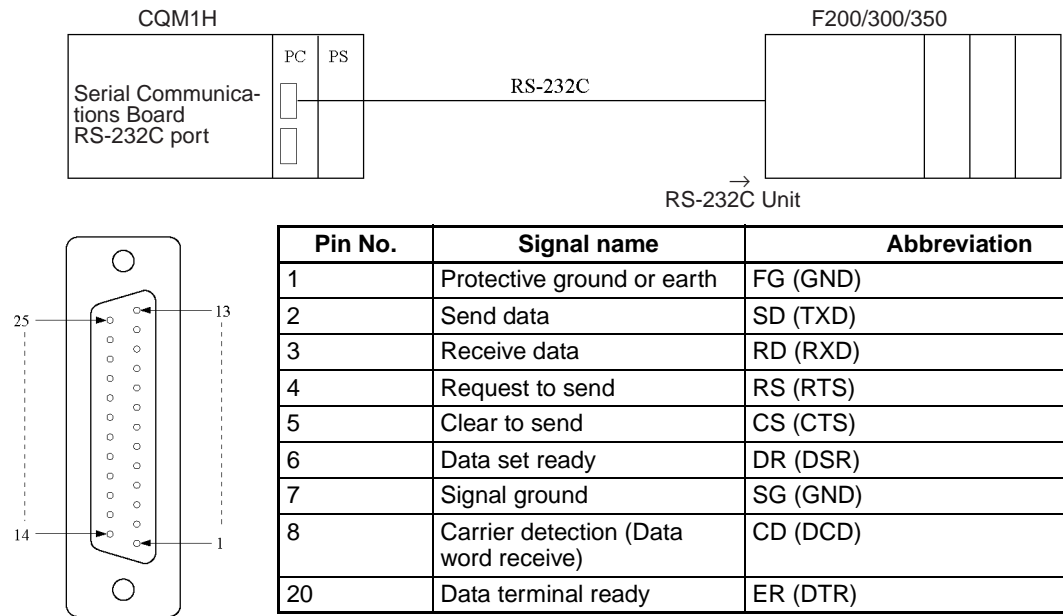 CQM1H
F200/300/350
PC PS
Serial Communica-
tions Board
RS-232C port
RS-232C
→
RS-232C Unit
Pin No. Signal name Abbreviation
1 Protective ground or earth FG (GND)
2 Send data SD (TXD)
3 Receive data RD (RXD)
4 Request to send RS (RTS)
5 Clear to send CS (CTS)
6 Data set ready DR (DSR)
7 Signal ground SG (GND)
8 Carrier detection (Data
word receive) CD (DCD)
20 Data terminal ready ER (DTR)
25 13
14 1